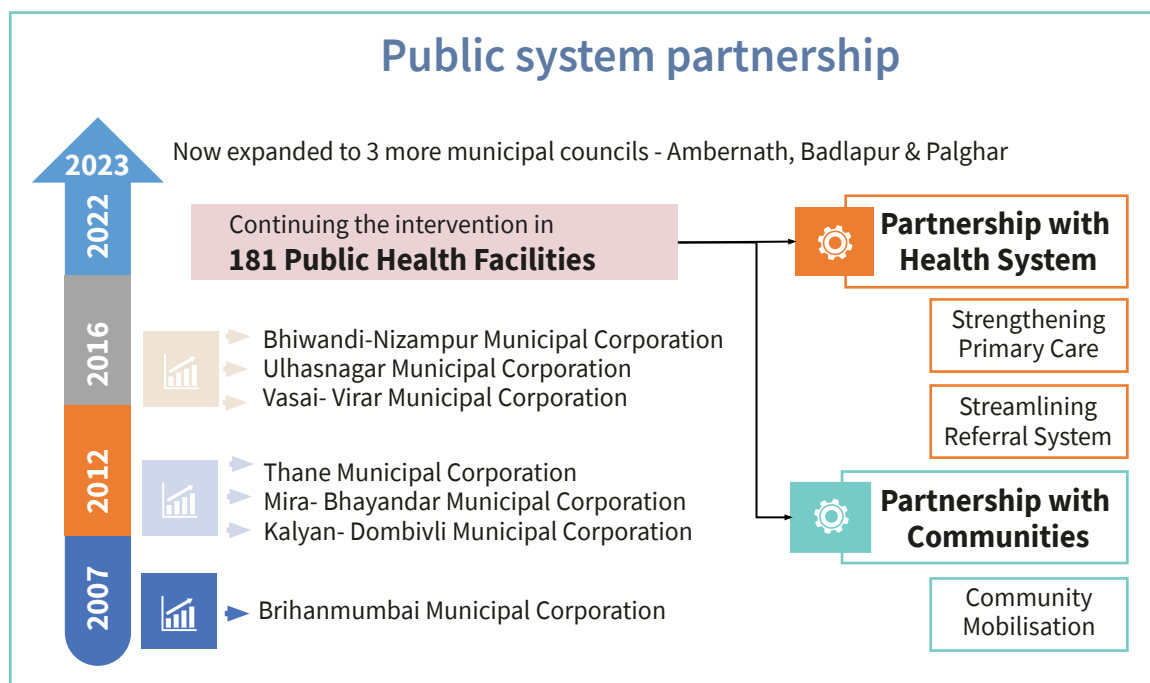 Public system partnership
2023
Now expanded to 3 more municipal councils - Ambernath, Badlapur & Palghar
2022
Continuing the intervention in
181 Public Health Facilities
Partnership with
Health System
Strengthening
Primary Care
Streamlining
Referral System
2016
Bhiwandi-Nizampur Municipal Corporation
Ulhasnagar Municipal Corporation
Vasai- Virar Municipal Corporation
2012
Thane Municipal Corporation
Mira- Bhayandar Municipal Corporation
Kalyan- Dombivli Municipal Corporation
Partnership with
Communities
Community
Mobilisation
2007
Brihanmumbai Municipal Corporation